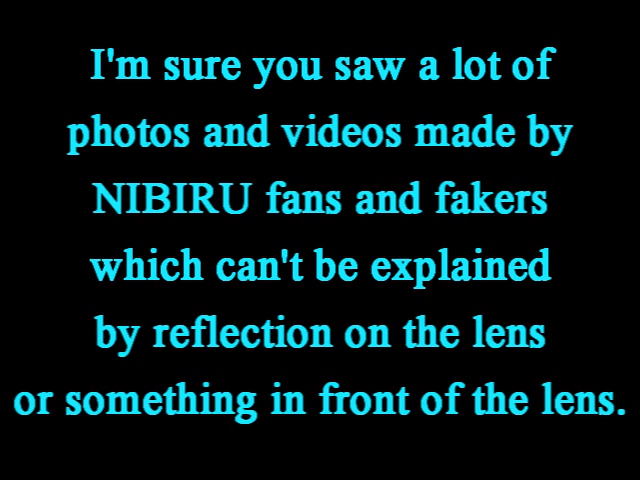 I'm sure you saw a lot of
photos and videos made by
NIBIRU fans and fakers
which can't be explained
by reflection on the lens
or something in front of the lens.